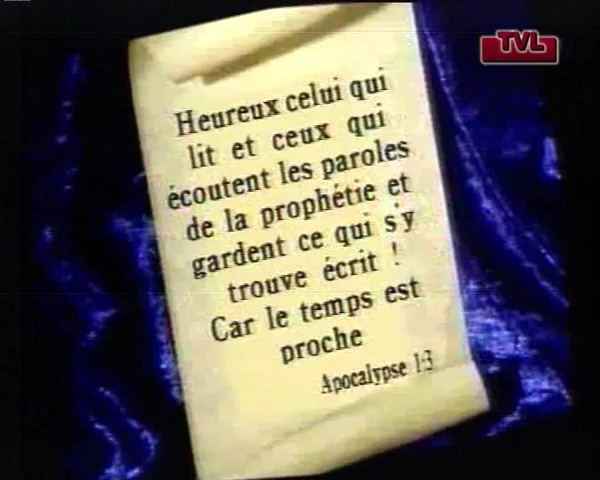 TVL
Heureux celui qui
lit et ceux qui
écoutent les paroles
de la prophétie et
gardent ce qui s'y
trouve écrit !
Car le temps est
proche
Apocalypse 1:3